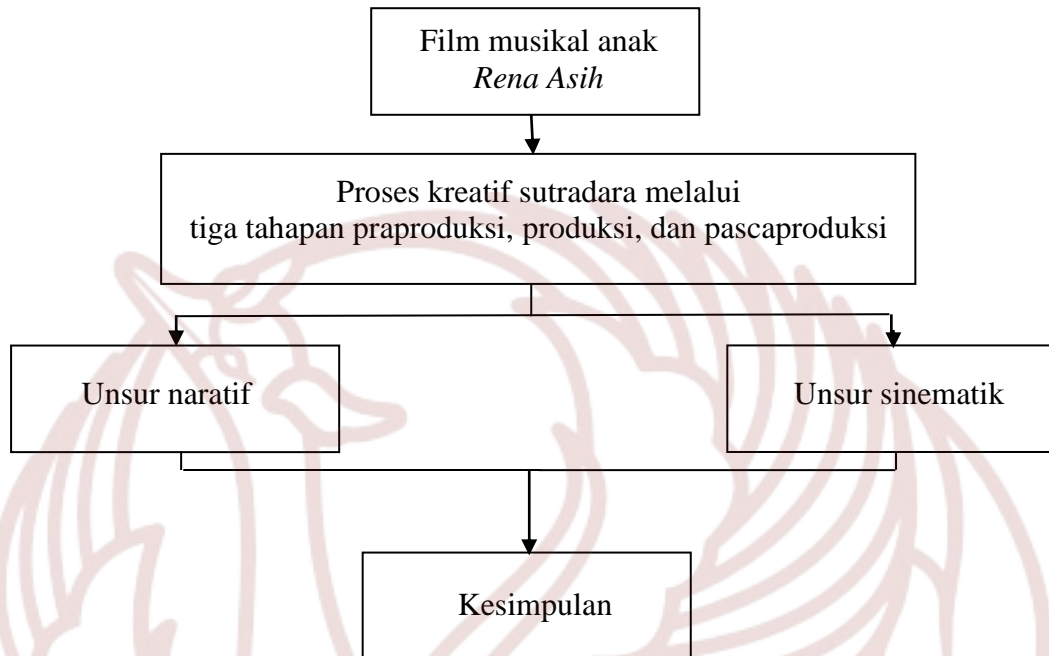 Film musikal anak
Rena Asih
Proses kreatif sutradara melalui
tiga tahapan praproduksi, produksi, dan pascaproduksi
Unsur naratif
Unsur sinematik
Kesimpulan